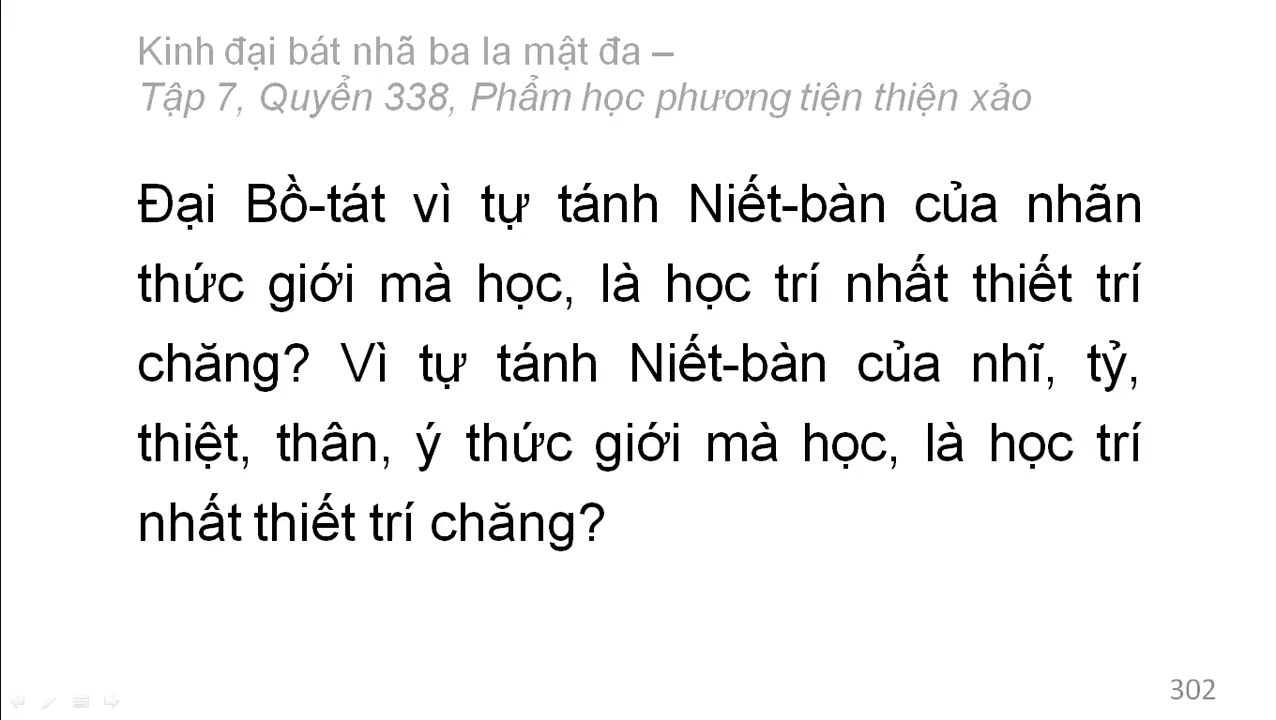 Kinh đại bát nhã ba la mật đa –
Tập 7, Quyển 338, Phẩm học phương tiện thiện xảo
Đại Bồ-tát vì tự tánh Niết-bàn của nhãn
thức giới mà học, là học trí nhất thiết trí
chăng? Vì tự tánh Niết-bàn của nhĩ, tỷ,
thiệt, thân, ý thức giới mà học, là học trí
nhất thiết trí chăng?
302